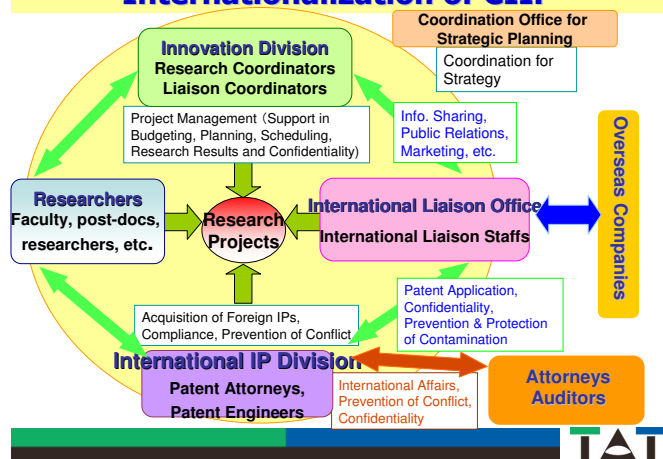 Internationalization of CIIP
Coordination Office for
Strategic Planning
Coordination for
Strategy
Innovation Division
Research Coordinators
Liaison Coordinators
Project Management (Support in
Budgeting, Planning, Scheduling,
Research Results and Confidentiality)
Info. Sharing,
Public Relations,
Marketing, etc.
Overseas Companies
Researchers
Faculty, post-docs,
researchers, etc.
Research
Projects
International Liaison Office
International Liaison Staffs
Acquisition of Foreign IPs,
Compliance, Prevention of Conflict
Patent Application,
Confidentiality,
Prevention & Protection
of Contamination
International IP Division
Patent Attorneys,
Patent Engineers
International Affairs,
Prevention of Conflict,
Confidentiality
Attorneys
Auditors
TAT